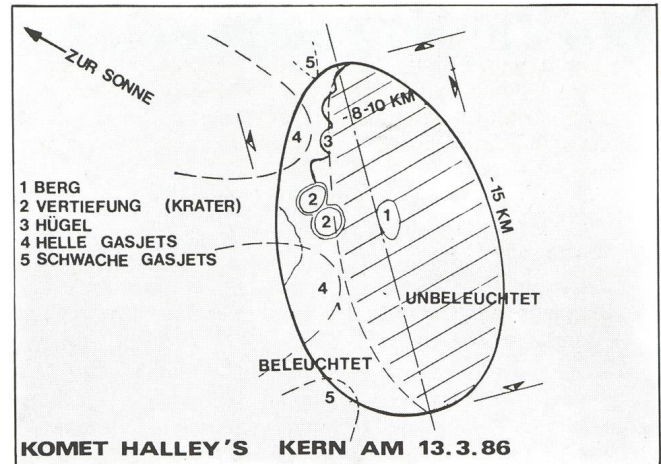 ZUR SONNE
5
- 8-10 KM
4
3
1 BERG
2 VERTIEFUNG (KRATER)
3 HÜGEL
4 HELLE GASJETS
5 SCHWACHE GASJETS
2
2
1
- 15 KM
4
UNBELEUCHTET
BELEUCHTET
5
KOMET HALLEY'S KERN AM 13.3.86